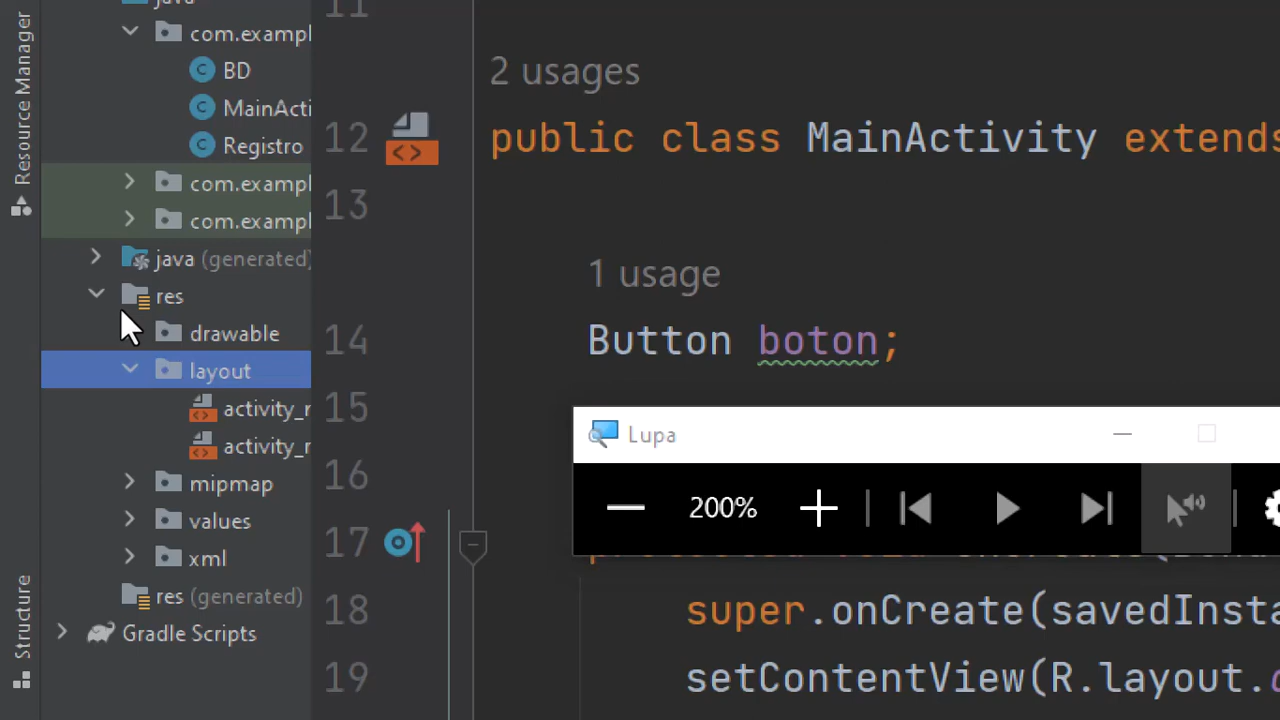 Resource Manager
Structure
java
com.exampl
BD
MainActi
Registro
com.exampl
com.exampl
java (generated)
res
drawable
layout
activity_r
activity_r
mipmap
values
xml
res (generated)
Gradle Scripts
11
2 usages
12 public class MainActivity extends
13
1 usage
14 Button boton;
15
16
17
18 super.onCreate(savedInsta
19 setContentView(R.layout.
Lupa
200%